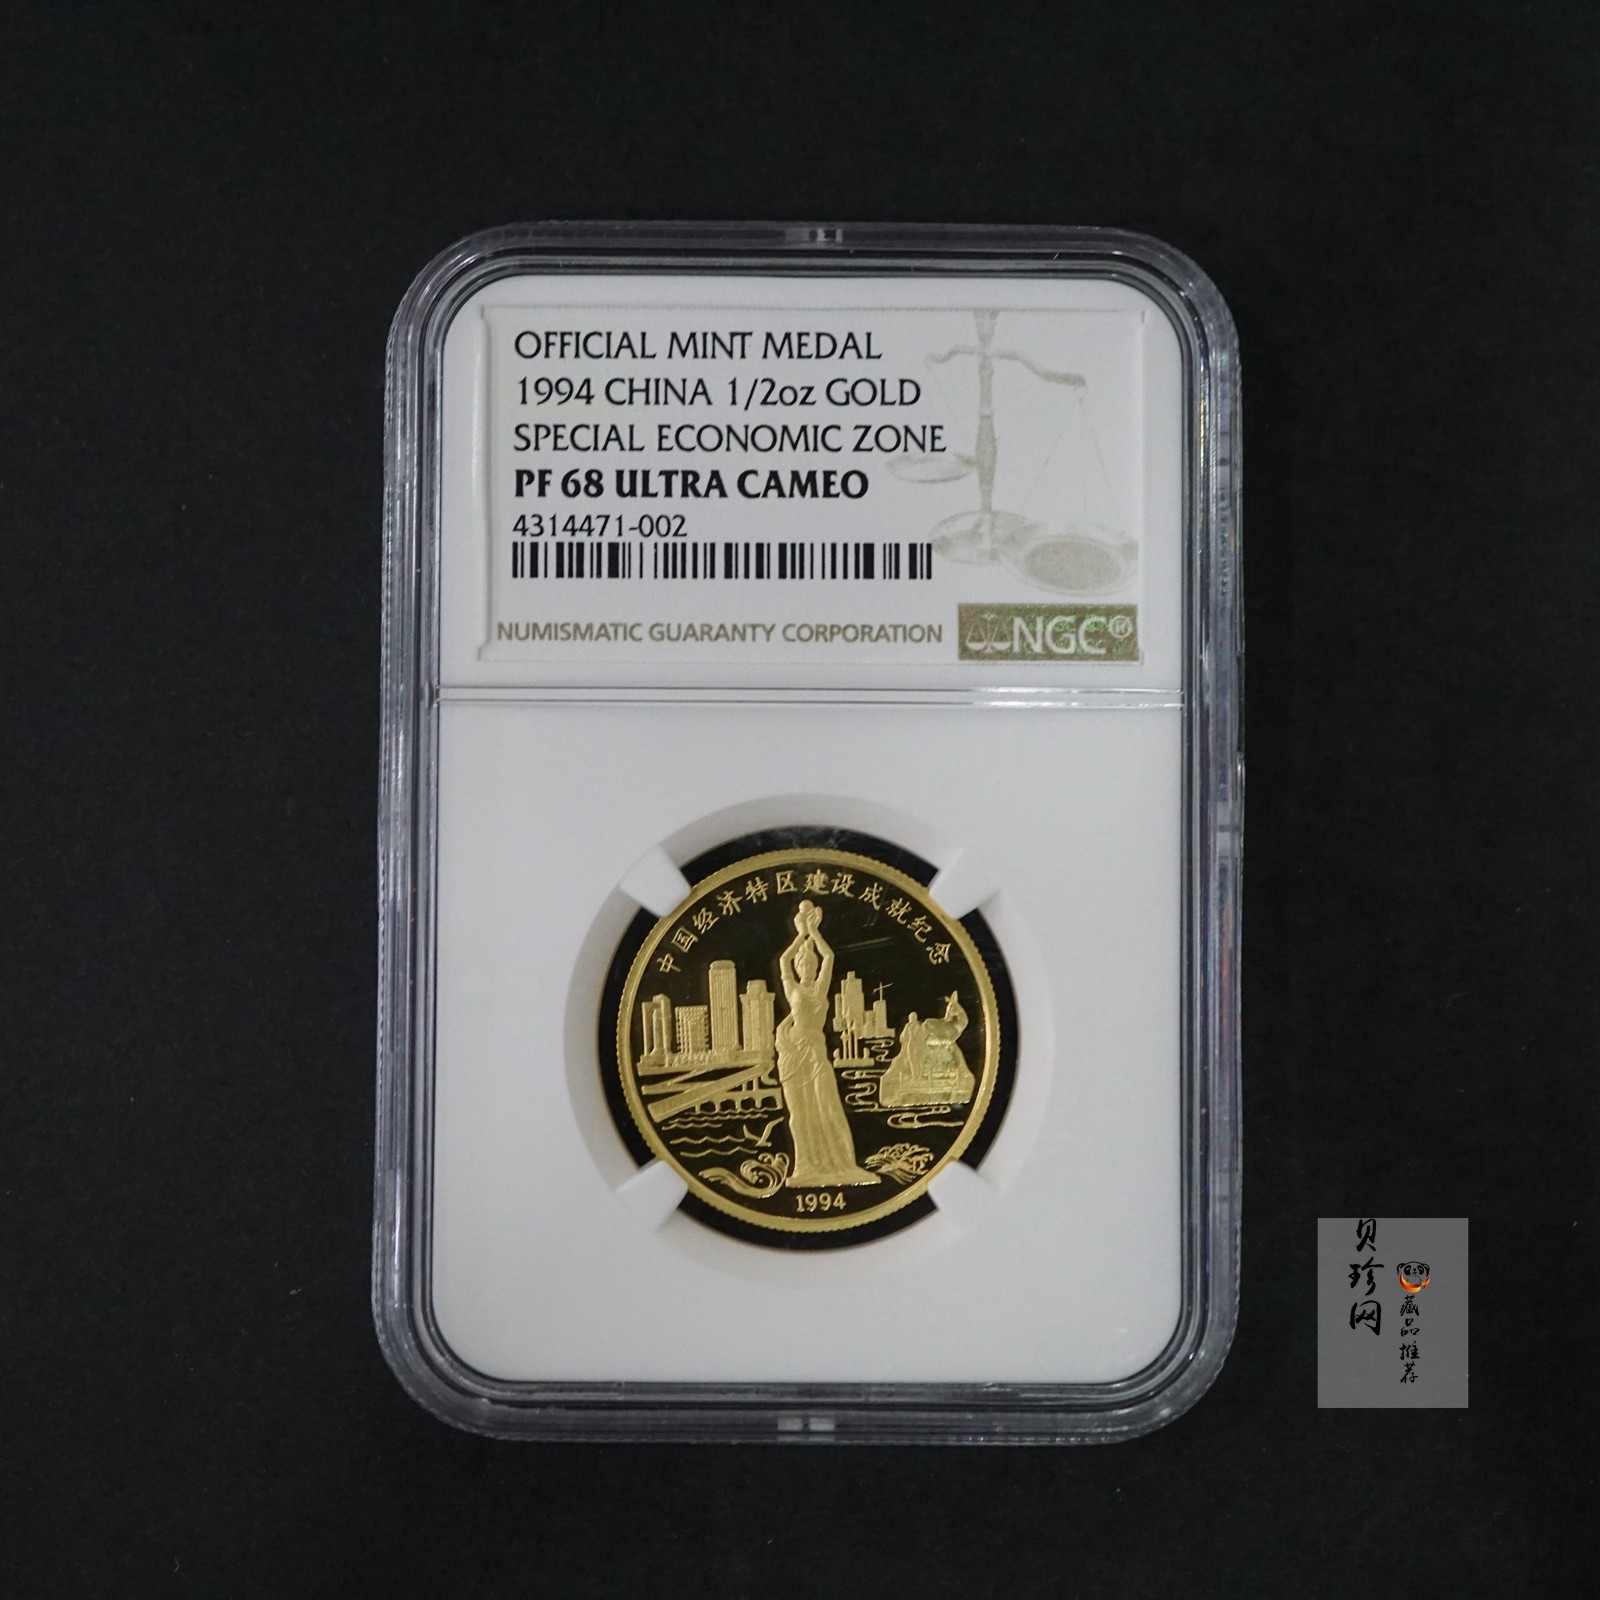 OFFICIAL MINT MEDAL
1994 CHINA 1/2oz GOLD
SPECIAL ECONOMIC ZONE
PF 68 ULTRA CAMEO
4314471-002
NUMISMATIC GUARANTY CORPORATION
NGC®
中国经济特区建设成就纪念
1994
贝珍网
藏品推荐